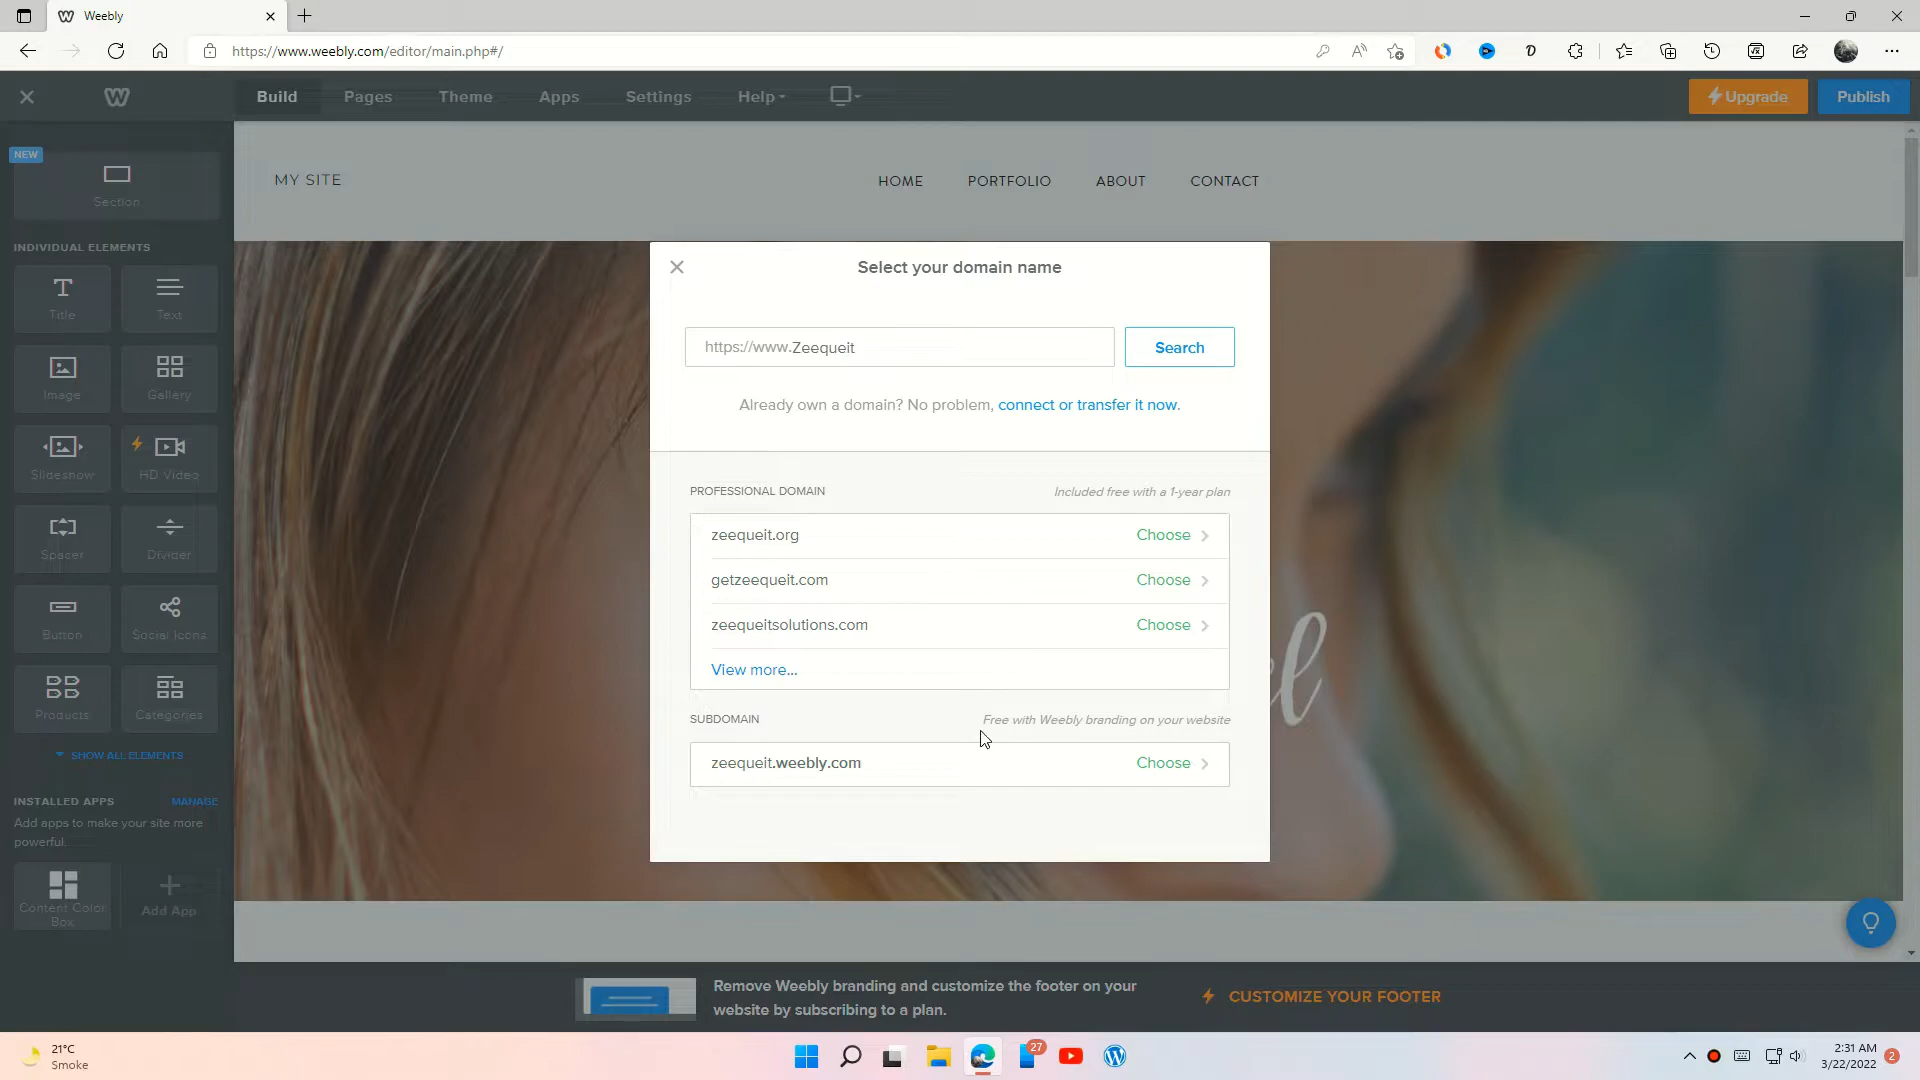 Weebly
https://www.weebly.com/editor/main.php#/
Build
Pages
Theme
Apps
Settings
Help
Upgrade
Publish
NEW
Section
INDIVIDUAL ELEMENTS
Title
Text
Image
Gallery
Slideshow
HD Video
Spacer
Divider
Button
Social Icons
Products
Categories
SHOW ALL ELEMENTS
INSTALLED APPS
MANAGE
Add apps to make your site more
powerful.
Content Color
Box
Add App
MY SITE
HOME
PORTFOLIO
ABOUT
CONTACT
Select your domain name
https://www.Zeequeit
Search
Already own a domain? No problem, connect or transfer it now.
PROFESSIONAL DOMAIN
Included free with a 1-year plan
zeequeit.org
Choose
getzeequeit.com
Choose
zeequeitsolutions.com
Choose
View more...
SUBDOMAIN
Free with Weebly branding on your website
zeequeit.weebly.com
Choose
Remove Weebly branding and customize the footer on your
website by subscribing to a plan.
CUSTOMIZE YOUR FOOTER
21°C
Smoke
27
2:31 AM
3/22/2022
2